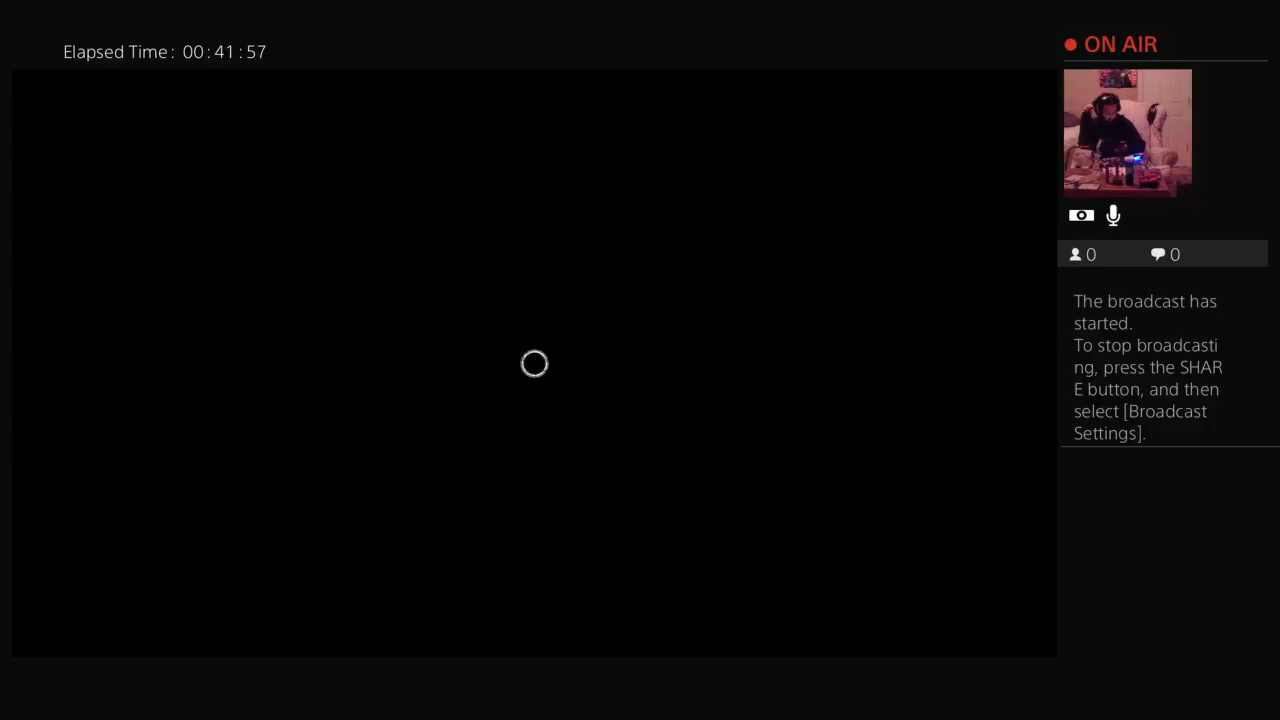 Elapsed Time: 00:41:57
ON AIR
0
0
The broadcast has
started.
To stop broadcasti
ng, press the SHAR
E button, and then
select [Broadcast
Settings].